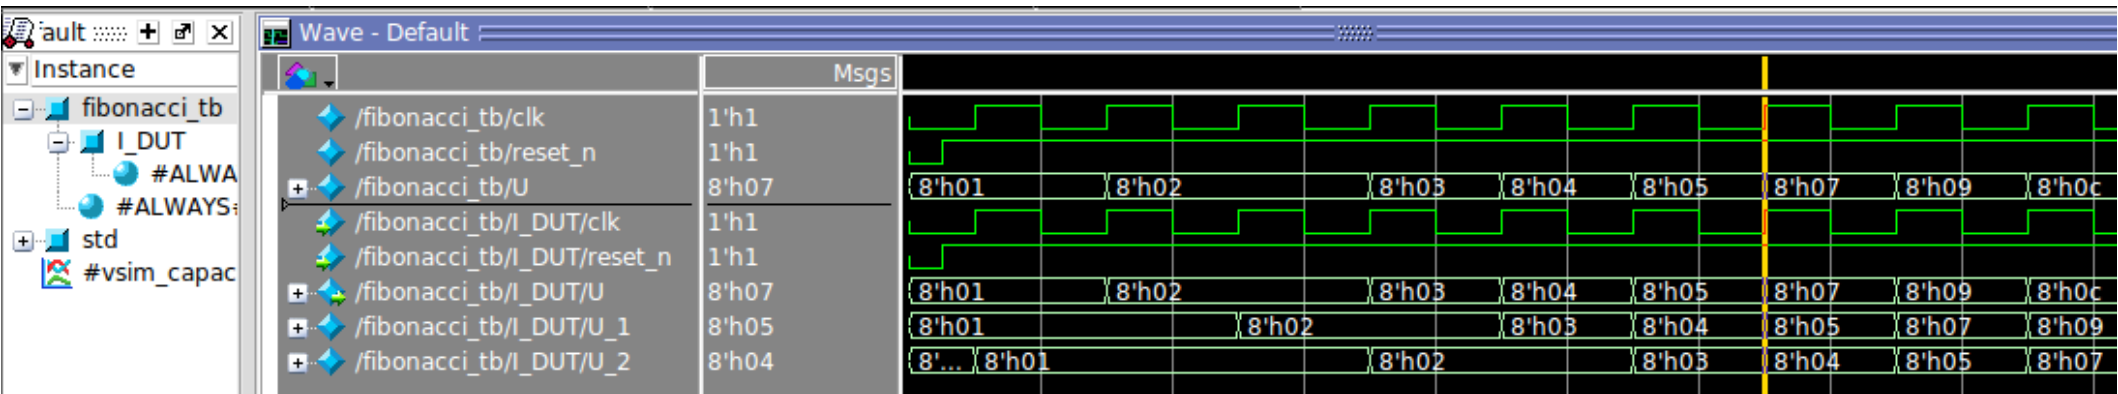 ault
Wave - Default
Instance
Msgs
fibonacci_tb
I_DUT
#ALWA
#ALWAYS
std
#vsim_capac
/fibonacci_tb/clk 1'h1
/fibonacci_tb/reset_n 1'h1
/fibonacci_tb/U 8'h07 8'h01 8'h02 8'h03 8'h04 8'h05 8'h07 8'h09 8'h0c
/fibonacci_tb/I_DUT/clk 1'h1
/fibonacci_tb/I_DUT/reset_n 1'h1
/fibonacci_tb/I_DUT/U 8'h07 8'h01 8'h02 8'h03 8'h04 8'h05 8'h07 8'h09 8'h0c
/fibonacci_tb/I_DUT/U_1 8'h05 8'h01 8'h02 8'h03 8'h04 8'h05 8'h07 8'h09
/fibonacci_tb/I_DUT/U_2 8'h04 8'... 8'h01 8'h02 8'h03 8'h04 8'h05 8'h07